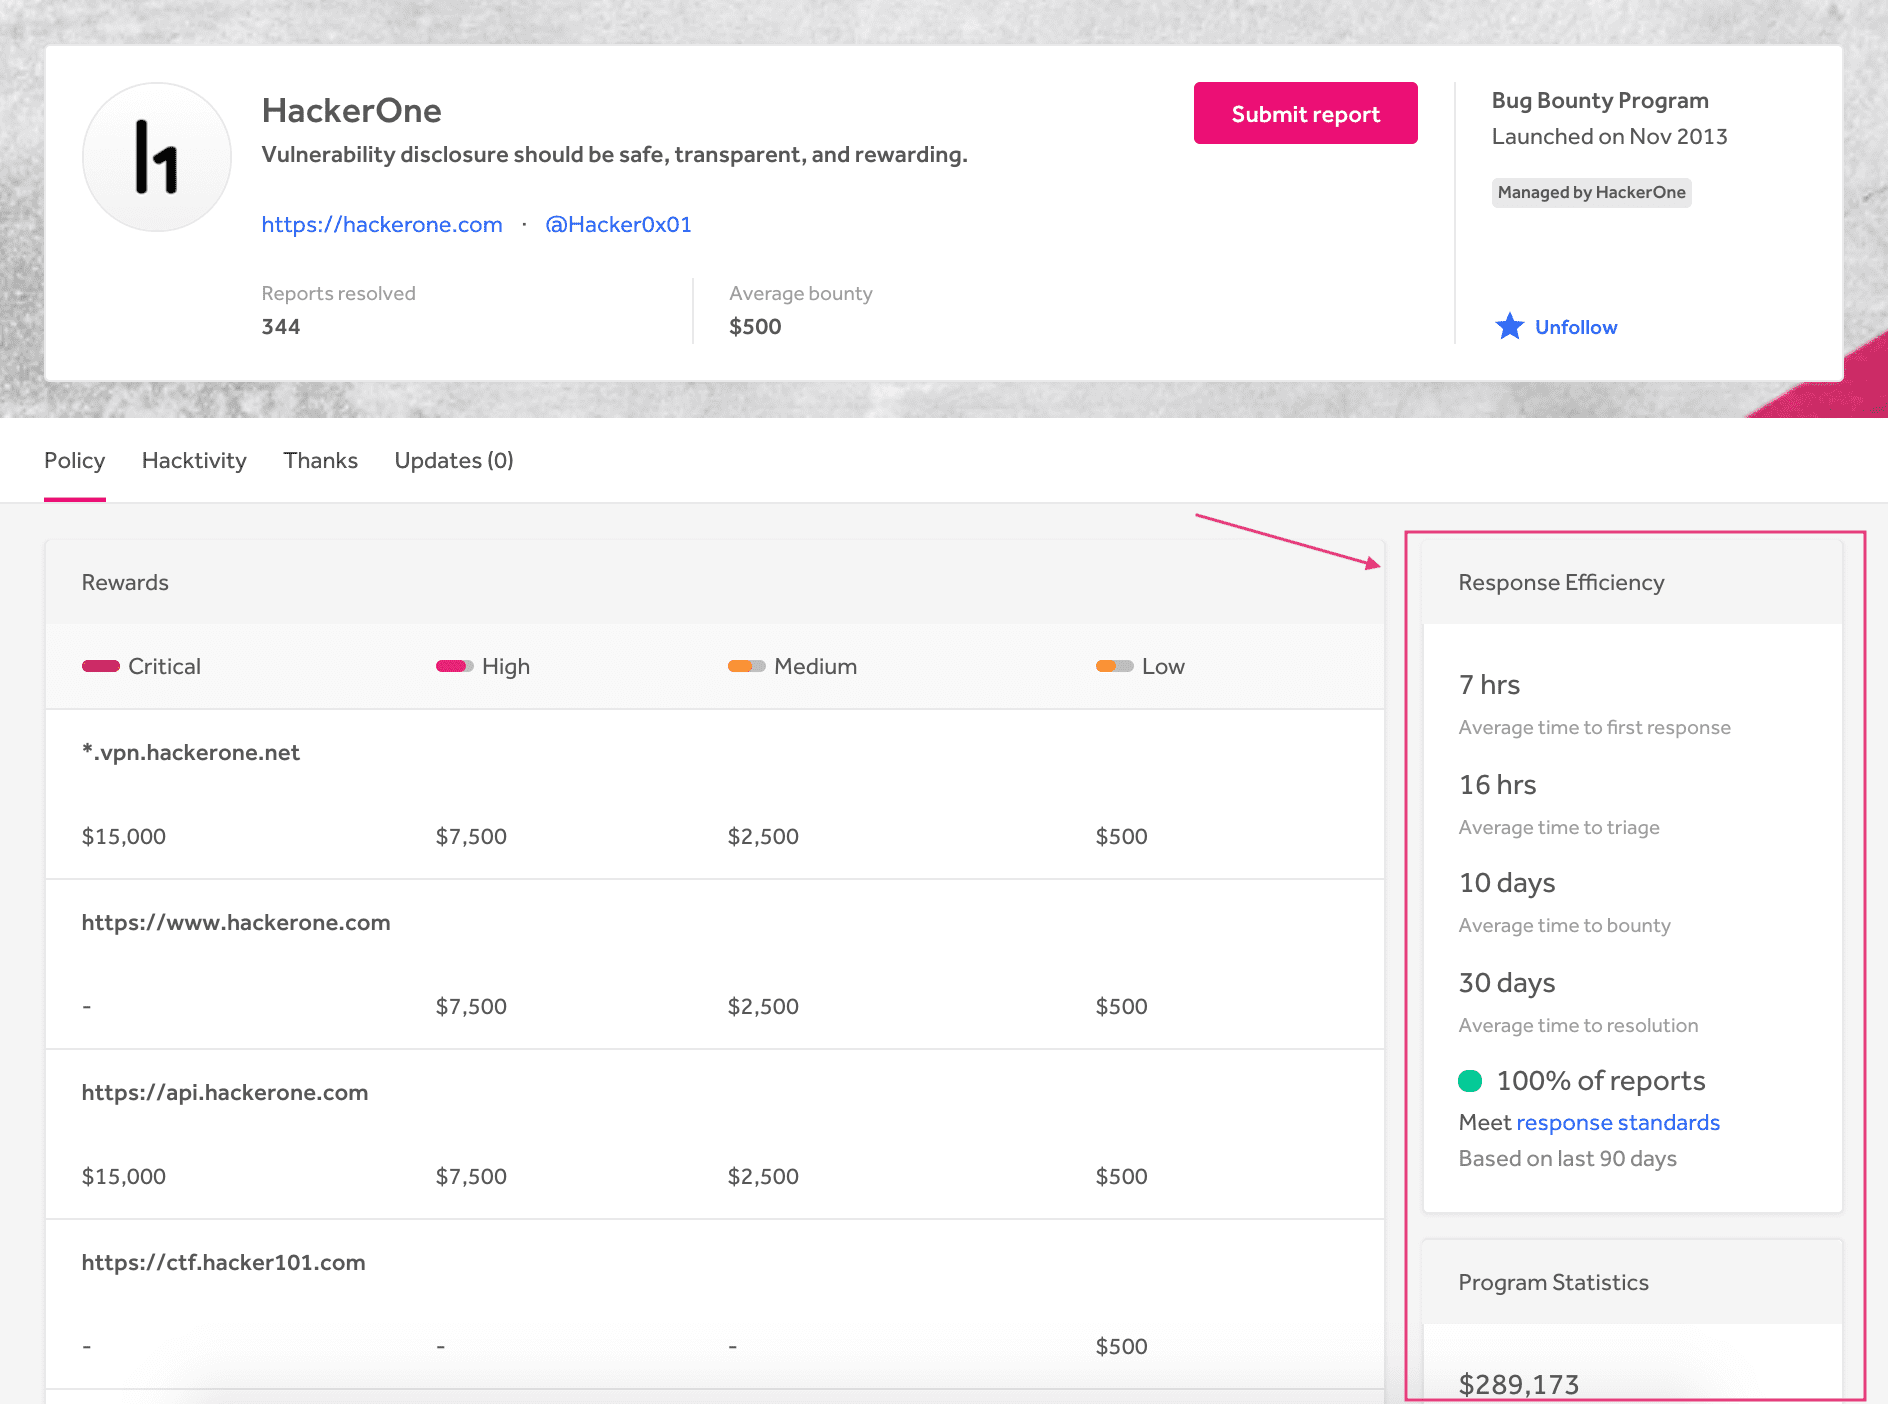 HackerOne
Vulnerability disclosure should be safe, transparent, and rewarding.
https://hackerone.com · @Hacker0x01
Reports resolved
344
Average bounty
$500
Submit report
Bug Bounty Program
Launched on Nov 2013
Managed by HackerOne
Unfollow
Policy Hacktivity Thanks Updates (0)
Rewards
Critical High Medium Low
*.vpn.hackerone.net
$15,000 $7,500 $2,500 $500
https://www.hackerone.com
- $7,500 $2,500 $500
https://api.hackerone.com
$15,000 $7,500 $2,500 $500
https://ctf.hacker101.com
- - - $500
Response Efficiency
7 hrs
Average time to first response
16 hrs
Average time to triage
10 days
Average time to bounty
30 days
Average time to resolution
100% of reports
Meet response standards
Based on last 90 days
Program Statistics
$289,173